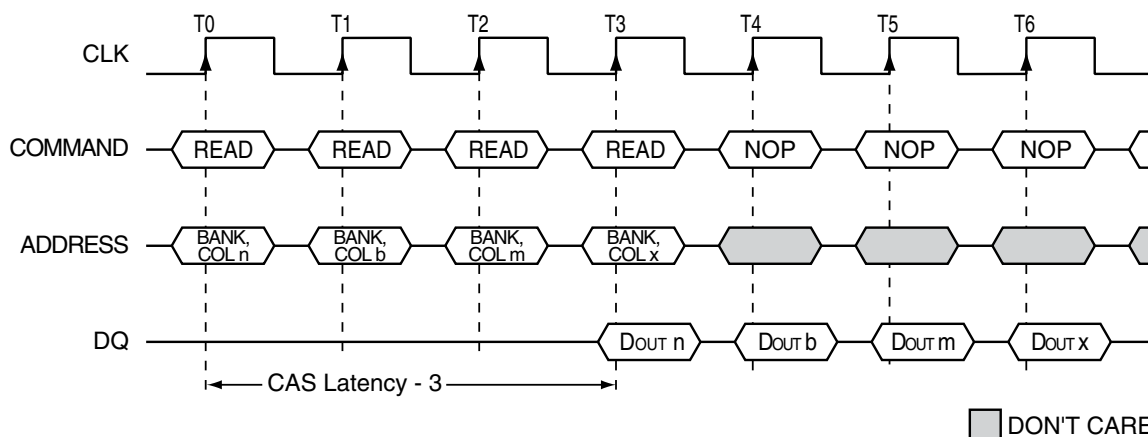 T0 T1 T2 T3 T4 T5 T6
CLK
COMMAND READ READ READ READ NOP NOP NOP
ADDRESS BANK, COL n BANK, COL b BANK, COL m BANK, COL x
DQ DOUT n DOUT b DOUT m DOUT x
CAS Latency - 3
DON'T CARE